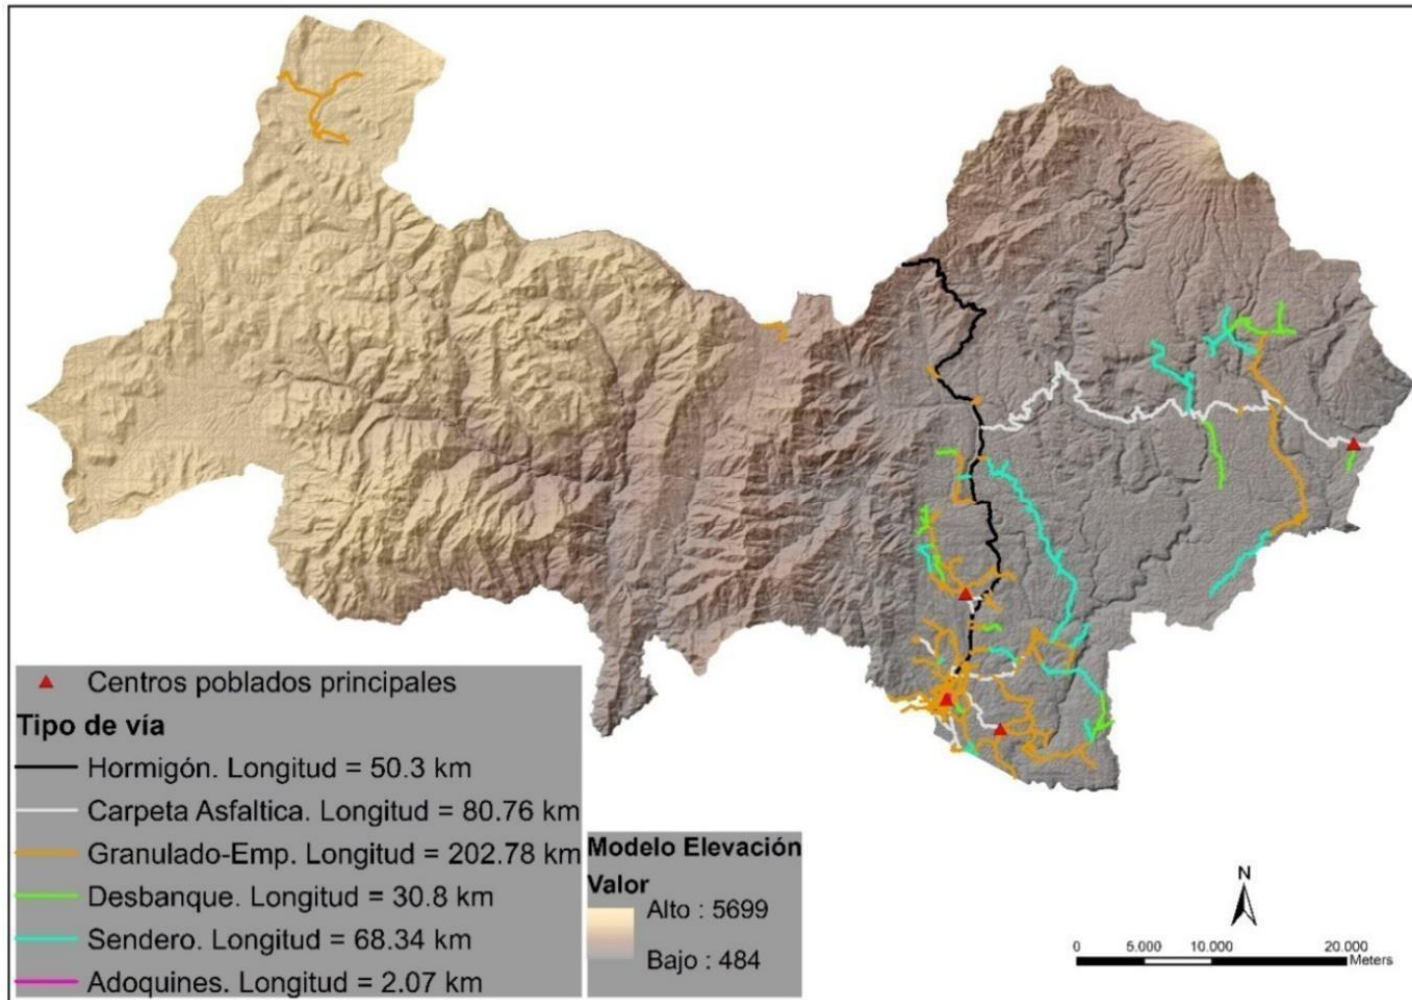 Centros poblados principales
Tipo de vía
Hormigón. Longitud = 50.3 km
Carpeta Asfaltica. Longitud = 80.76 km
Granulado-Emp. Longitud = 202.78 km
Desbanque. Longitud = 30.8 km
Sendero. Longitud = 68.34 km
Adoquines. Longitud = 2.07 km
Modelo Elevación
Valor
Alto : 5699
Bajo : 484
N
0 5.000 10.000 20.000
Meters